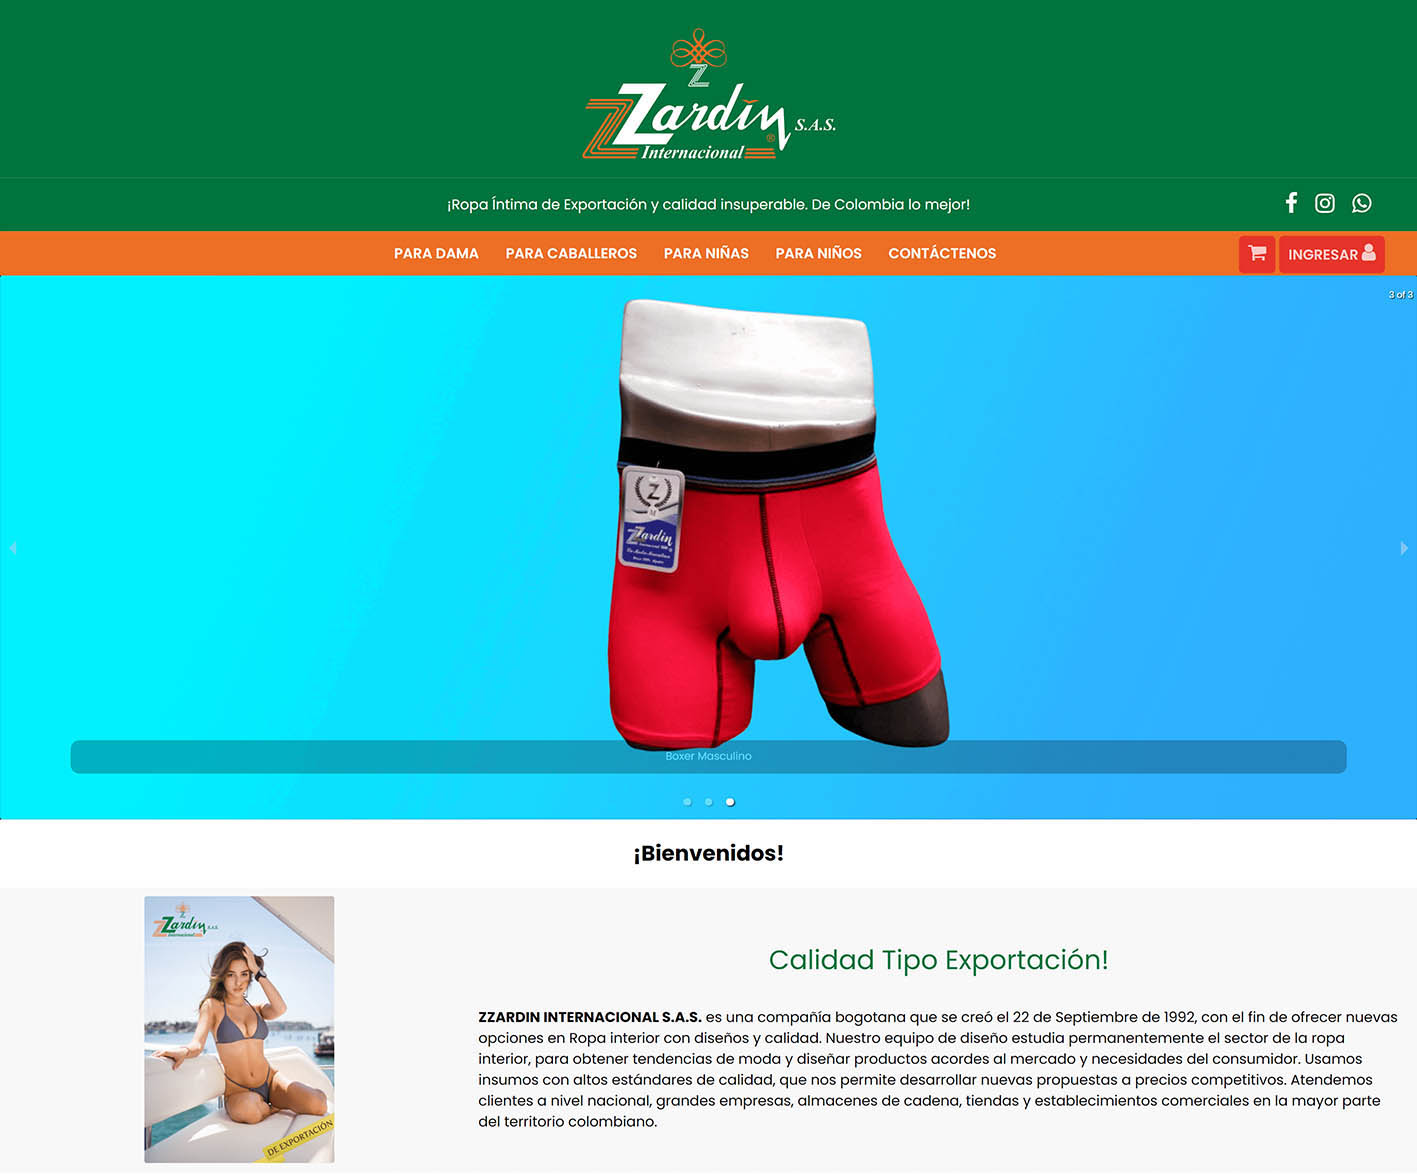 Z
Zardin S.A.S.
®
Internacional
¡Ropa Íntima de Exportación y calidad insuperable. De Colombia lo mejor!
PARA DAMA PARA CABALLEROS PARA NIÑAS PARA NIÑOS CONTÁCTENOS INGRESAR
3 of 3
Z
M
Zardin
Boxer Masculino
¡Bienvenidos!
Z
Zardin S.A.S.
Internacional
DE EXPORTACIÓN
Calidad Tipo Exportación!
ZZARDIN INTERNACIONAL S.A.S. es una compañía bogotana que se creó el 22 de Septiembre de 1992, con el fin de ofrecer nuevas
opciones en Ropa interior con diseños y calidad. Nuestro equipo de diseño estudia permanentemente el sector de la ropa
interior, para obtener tendencias de moda y diseñar productos acordes al mercado y necesidades del consumidor. Usamos
insumos con altos estándares de calidad, que nos permite desarrollar nuevas propuestas a precios competitivos. Atendemos
clientes a nivel nacional, grandes empresas, almacenes de cadena, tiendas y establecimientos comerciales en la mayor parte
del territorio colombiano.